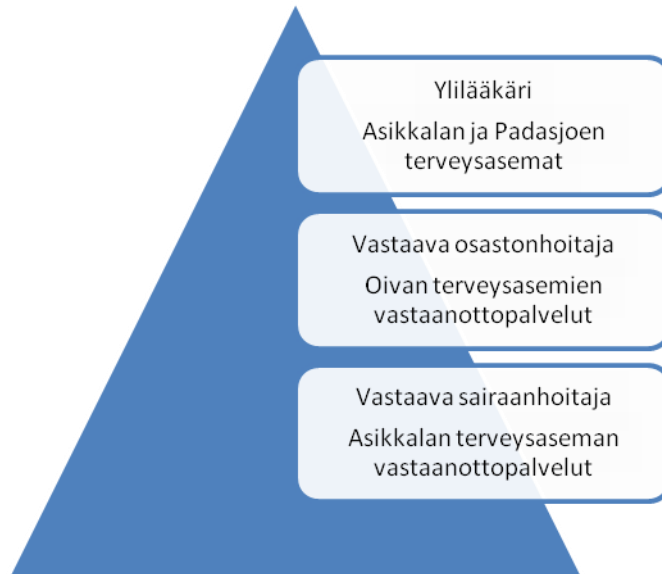 Ylilääkäri
Asikkalan ja Padasjoen
terveysasemat
Vastaava osastonhoitaja
Oivan terveysasemien
vastaanottopalvelut
Vastaava sairaanhoitaja
Asikkalan terveysaseman
vastaanottopalvelut